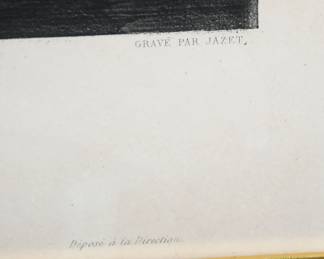 GRAVÉ PAR JAZET.
Déposé à la Direction.